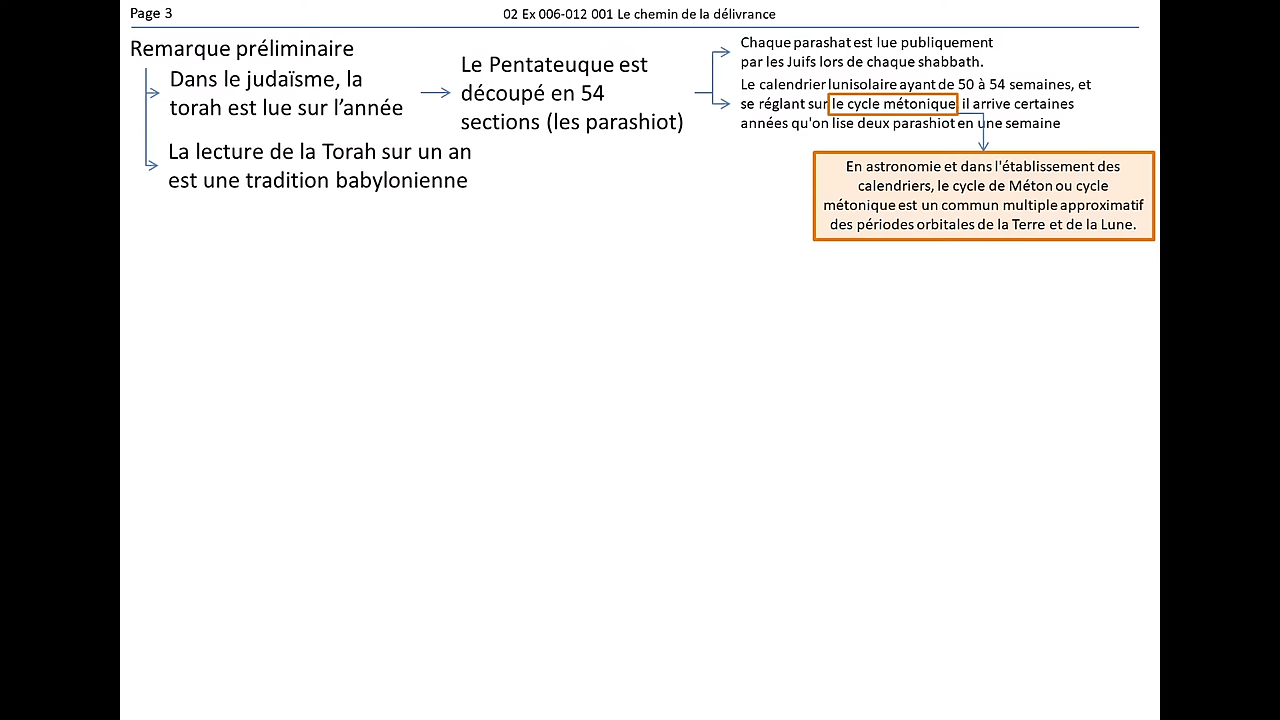 Page 3
02 Ex 006-012 001 Le chemin de la délivrance
Remarque préliminaire
Dans le judaïsme, la
torah est lue sur l’année
Le Pentateuque est
découpé en 54
sections (les parashiot)
Chaque parashat est lue publiquement
par les Juifs lors de chaque shabbath.
Le calendrier lunisolaire ayant de 50 à 54 semaines, et
se réglant sur le cycle métonique, il arrive certaines
années qu'on lise deux parashiot en une semaine
En astronomie et dans l'établissement des
calendriers, le cycle de Méton ou cycle
métonique est un commun multiple approximatif
des périodes orbitales de la Terre et de la Lune.
La lecture de la Torah sur un an
est une tradition babylonienne